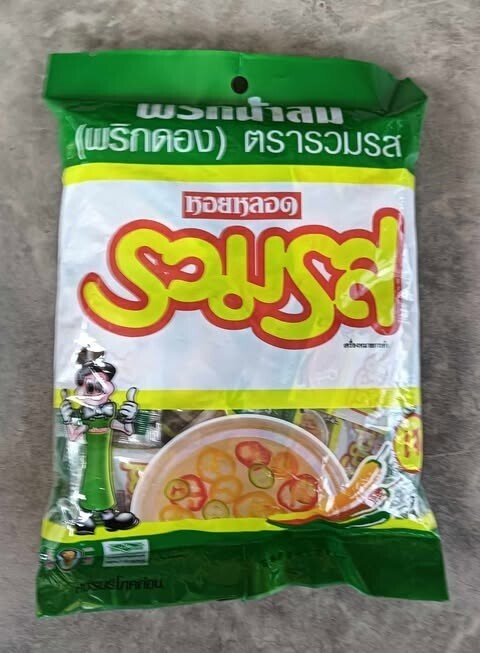 พริกน้ำส้ม
(พริกดอง) ตรารวมรส
หอยหลอด
รวมรส